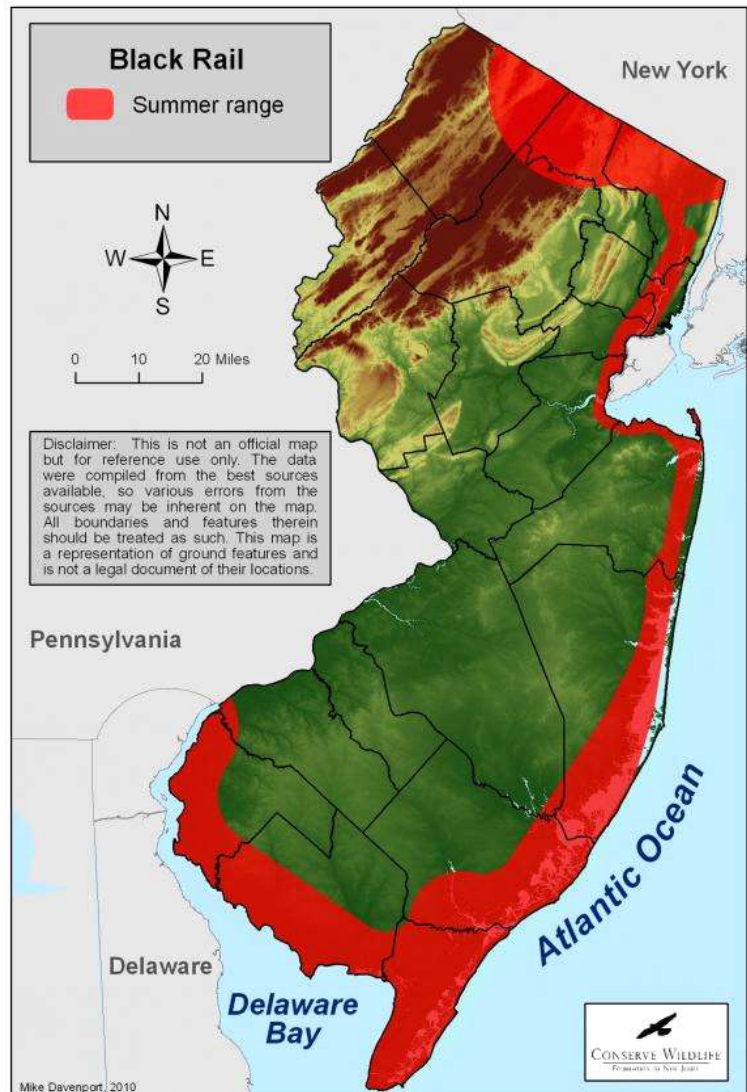 Black Rail
Summer range
New York
N
W E
S
0 10 20 Miles
Disclaimer: This is not an official map
but for reference use only. The data
were compiled from the best sources
available, so various errors from the
sources may be inherent on the map.
All boundaries and features therein
should be treated as such. This map is
a representation of ground features and
is not a legal document of their locations.
Pennsylvania
Atlantic Ocean
Delaware
Delaware
Bay
CONSERVE WILDLIFE
FOUNDATION OF NEW JERSEY
Mike Davenport, 2010